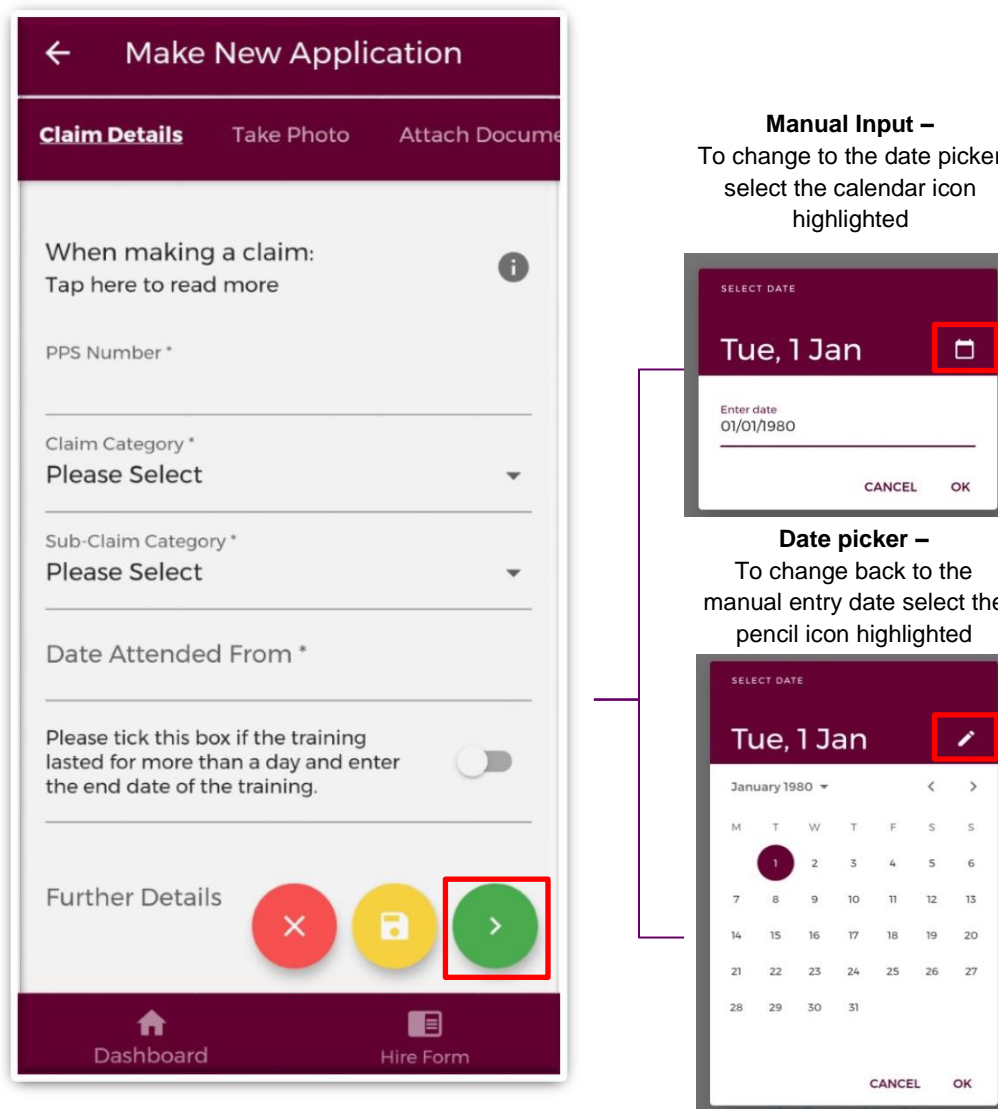 Make New Application
Claim Details Take Photo Attach Docume
When making a claim:
Tap here to read more
PPS Number *
Claim Category *
Please Select
Sub-Claim Category *
Please Select
Date Attended From *
Please tick this box if the training
lasted for more than a day and enter
the end date of the training.
Further Details
Dashboard Hire Form
Manual Input –
To change to the date picker
select the calendar icon
highlighted
SELECT DATE
Tue, 1 Jan
Enter date
01/01/1980
CANCEL OK
Date picker –
To change back to the
manual entry date select the
pencil icon highlighted
SELECT DATE
Tue, 1 Jan
January 1980
M T W T F S S
1 2 3 4 5 6
7 8 9 10 11 12 13
14 15 16 17 18 19 20
21 22 23 24 25 26 27
28 29 30 31
CANCEL OK